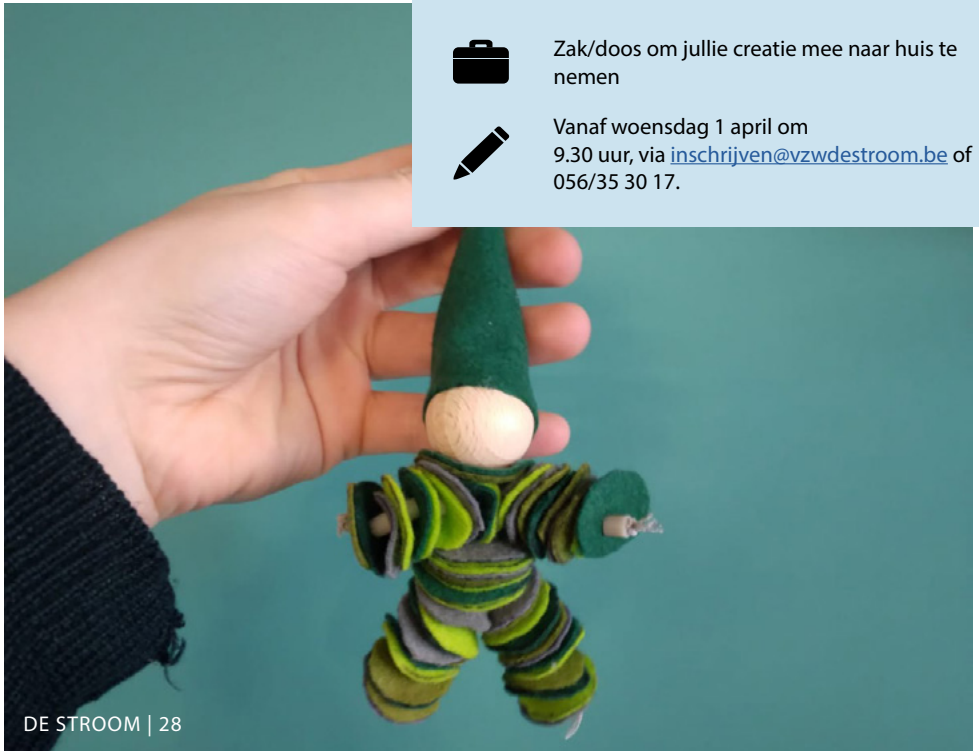 Zak/doos om jullie creatie mee naar huis te
nemen
Vanaf woensdag 1 april om
9.30 uur, via inschrijven@vzwdestroom.be of
056/35 30 17.
DE STROOM | 28